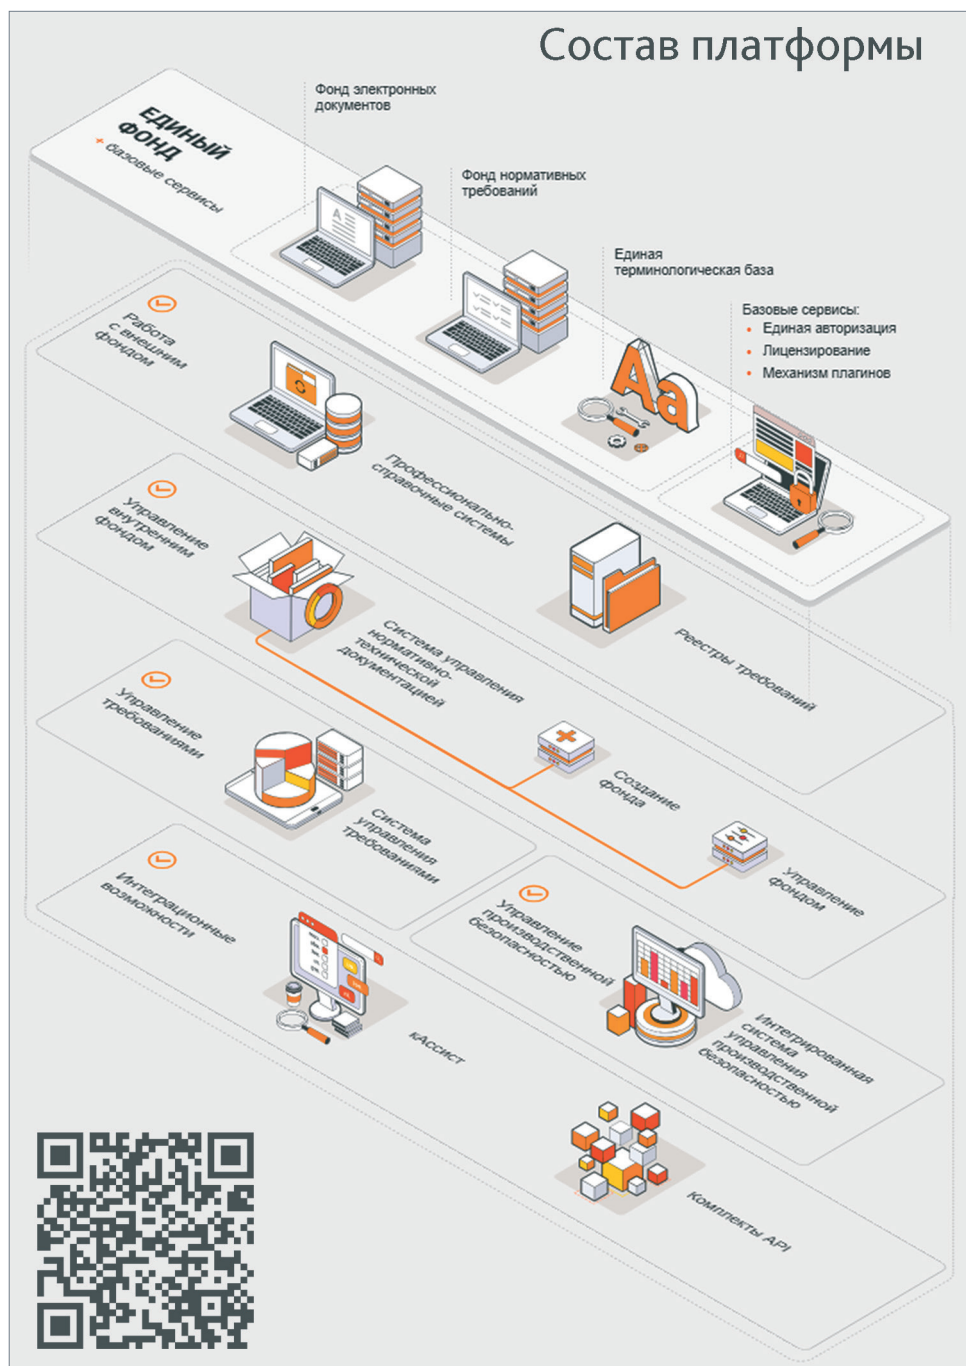 Состав платформы
Фонд электронных
документов
ЕДИНЫЙ
ФОНД
+ базовые сервисы
Фонд нормативных
требований
Единая
терминологическая база
Базовые сервисы:
• Единая авторизация
• Лицензирование
• Механизм плагинов
Работа
с внешним
фондом
Профессионально-
справочные системы
Реестры требований
Управление
внутренним
фондом
Система управления
нормативно-
технической
документацией
Создание
фонда
Управление
фондом
Управление
требованиями
Система
управления
требованиями
Управление
производственной
безопасностью
Интегрированная
система
управления
производственной
безопасностью
Интеграционные
возможности
кАссист
Комплекты API